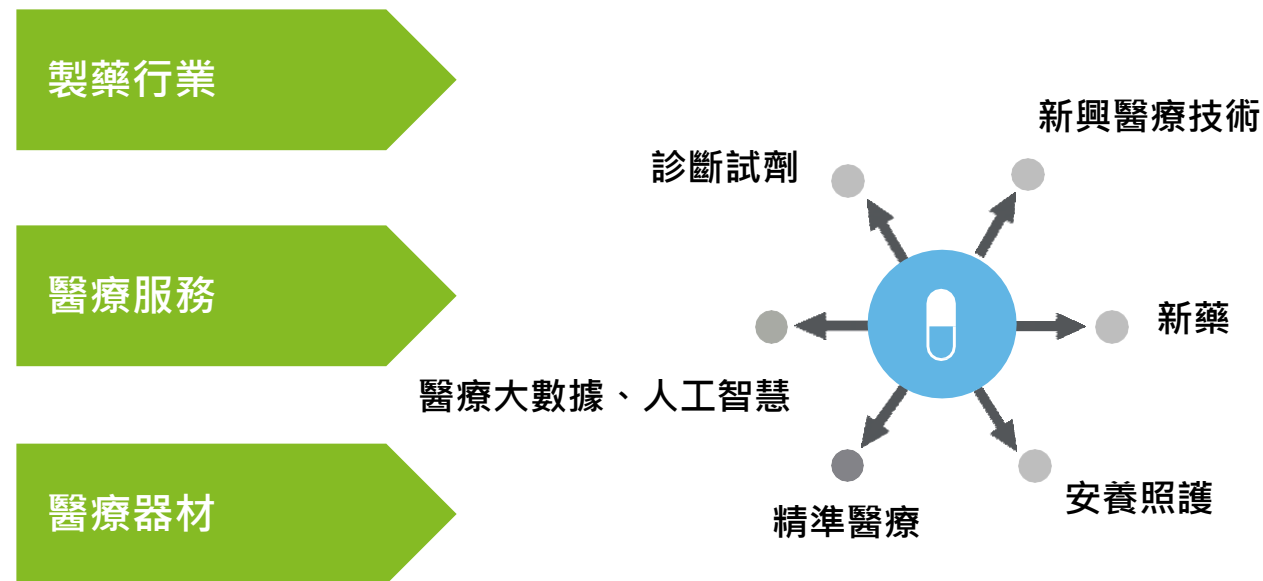 製藥行業
醫療服務
醫療器材
新興醫療技術
診斷試劑
新藥
醫療大數據、人工智慧
安養照護
精準醫療